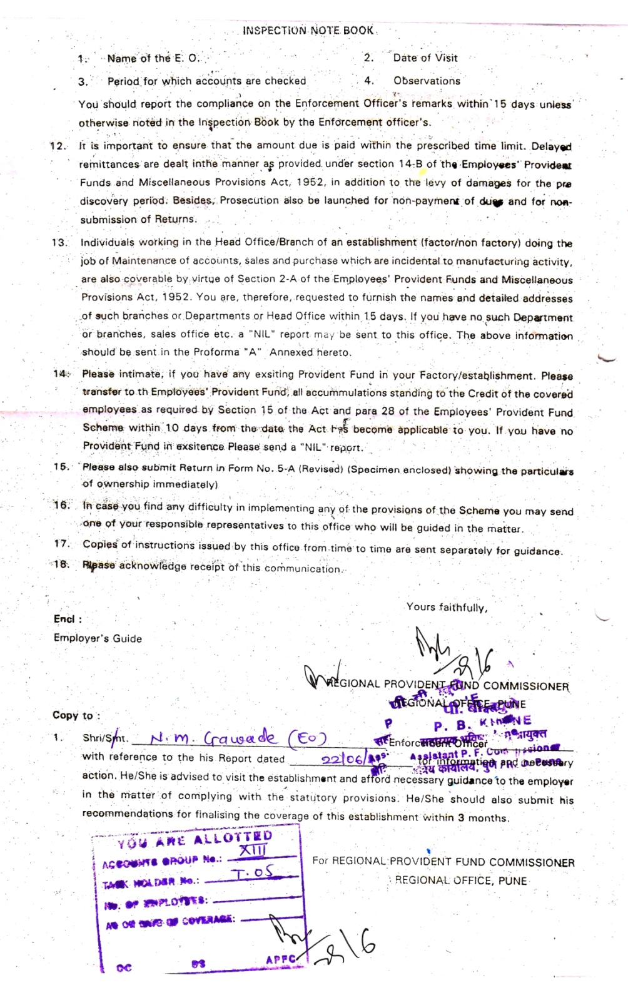 INSPECTION NOTE BOOK
1. Name of the E. O. 2. Date of Visit
3. Period for which accounts are checked 4. Observations
You should report the compliance on the Enforcement Officer's remarks within 15 days unless
otherwise noted in the Inspection Book by the Enforcement officer's.
12. It is important to ensure that the amount due is paid within the prescribed time limit. Delayed
remittances are dealt inthe manner as provided under section 14-B of the Employees' Provident
Funds and Miscellaneous Provisions Act, 1952, in addition to the levy of damages for the pre
discovery period. Besides, Prosecution also be launched for non-payment of dues and for non-
submission of Returns.
13. Individuals working in the Head Office/Branch of an establishment (factor/non factory) doing the
job of Maintenance of accounts, sales and purchase which are incidental to manufacturing activity,
are also coverable by virtue of Section 2-A of the Employees' Provident Funds and Miscellaneous
Provisions Act, 1952. You are, therefore, requested to furnish the names and detailed addresses
of such branches or Departments or Head Office within 15 days. If you have no such Department
or branches, sales office etc. a "NIL" report may be sent to this office. The above information
should be sent in the Proforma "A" Annexed hereto.
14. Please intimate, if you have any exsiting Provident Fund in your Factory/establishment. Please
transfer to th Employees' Provident Fund, all accummulations standing to the Credit of the covered
employees as required by Section 15 of the Act and para 28 of the Employees' Provident Fund
Scheme within 10 days from the date the Act has become applicable to you. If you have no
Provident Fund in exsitence Please send a "NIL" report.
15. Please also submit Return in Form No. 5-A (Revised) (Specimen enclosed) showing the particulars
of ownership immediately)
16. In case you find any difficulty in implementing any of the provisions of the Scheme you may send
one of your responsible representatives to this office who will be guided in the matter.
17. Copies of instructions issued by this office from time to time are sent separately for guidance.
18. Please acknowledge receipt of this communication.
Yours faithfully,
Encl :
Employer's Guide
29/6
REGIONAL PROVIDENT FUND COMMISSIONER
REGIONAL OFFICE, PUNE
Copy to :
P. B.
1. Shri/Smt. N. M. Gawade (EO) Enforcement Officer
Assistant P. F. Commissioner
with reference to the his Report dated 22/06/ for information and necessary
action. He/She is advised to visit the establishment and afford necessary guidance to the employer
in the matter of complying with the statutory provisions. He/She should also submit his
recommendations for finalising the coverage of this establishment within 3 months.
YOU ARE ALLOTTED
ACCOUNTS GROUP No.: XIII
TASK HOLDER No.: T.05
No. OF EMPLOYEES:
AS ON DATE OF COVERAGE:
DC SS APFC
For REGIONAL PROVIDENT FUND COMMISSIONER
REGIONAL OFFICE, PUNE
29/6